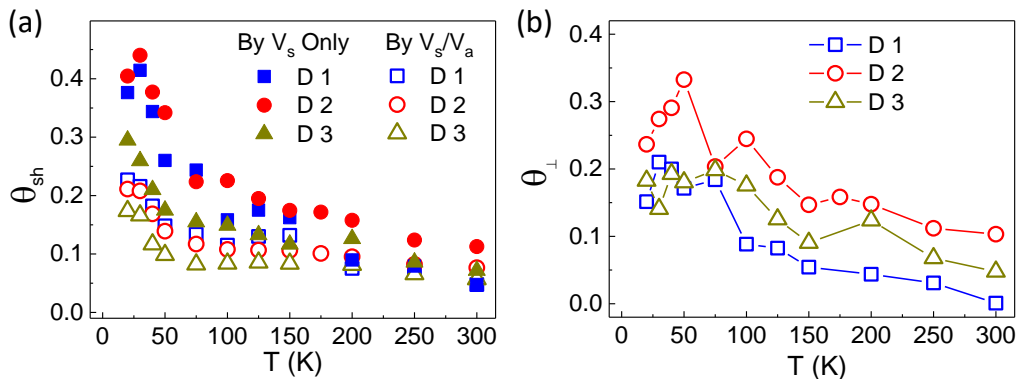 (a)
By Vs Only By Vs/Va
D 1 D 1
D 2 D 2
D 3 D 3
0.4
0.3
0.2
0.1
0.0
θsh
0 50 100 150 200 250 300
T (K)
(b)
D 1
D 2
D 3
0.4
0.3
0.2
0.1
0.0
θ⊥
0 50 100 150 200 250 300
T (K)